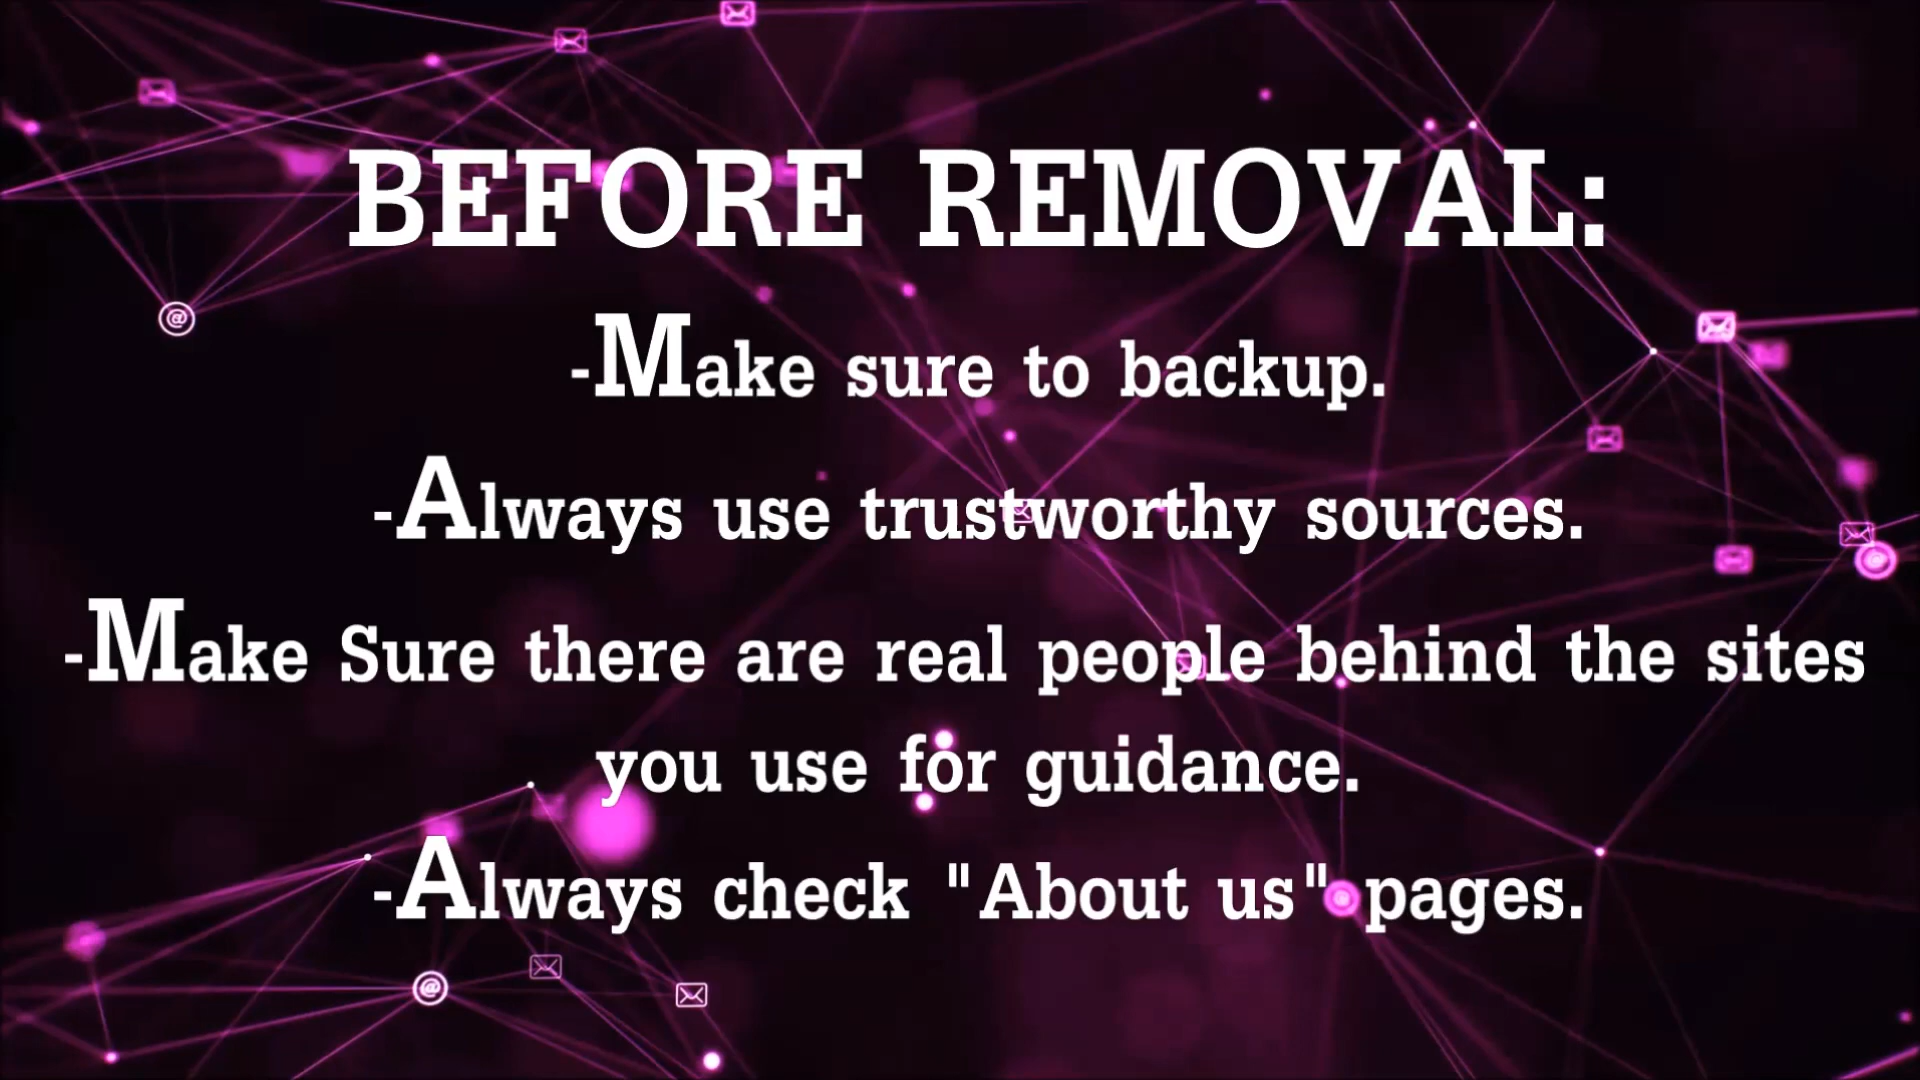 BEFORE REMOVAL:
-Make sure to backup.
-Always use trustworthy sources.
-Make Sure there are real people behind the sites
you use for guidance.
-Always check "About us" pages.